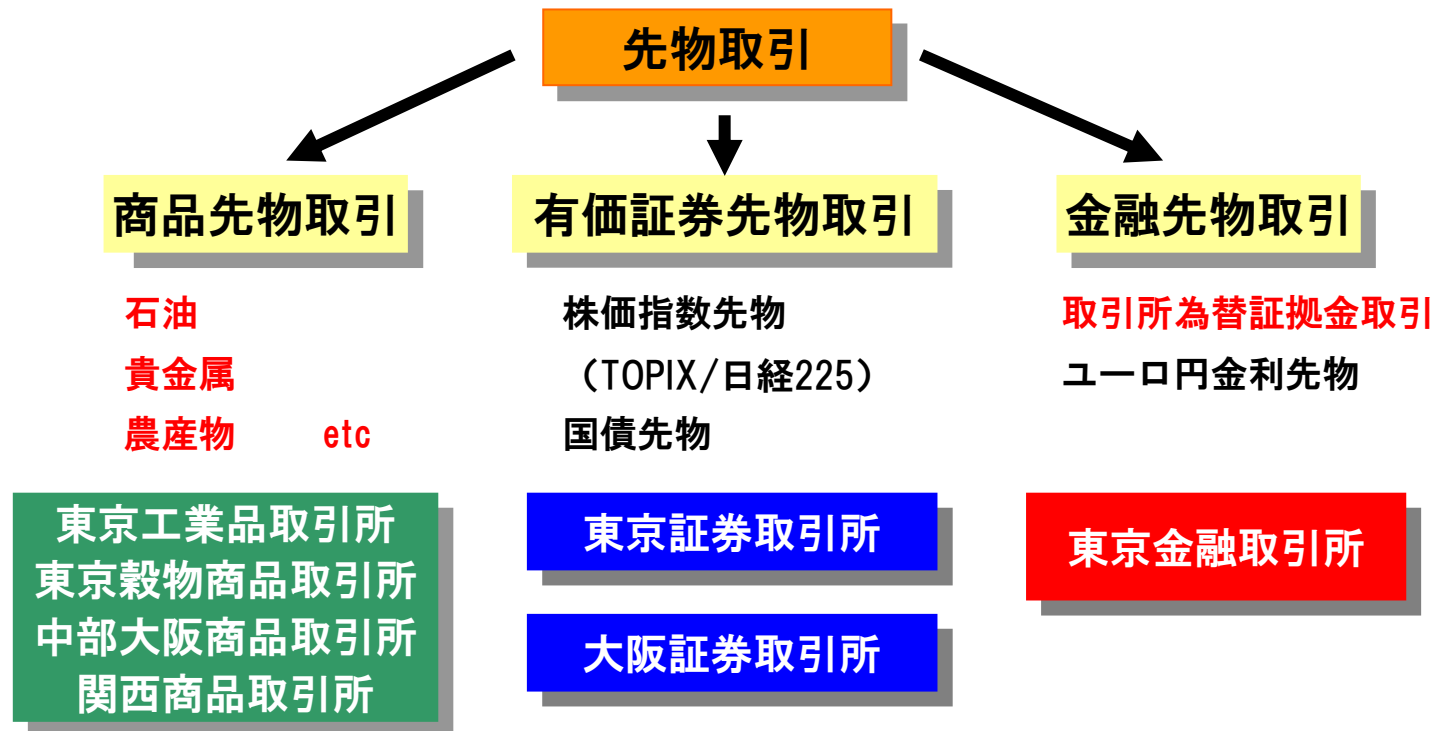 先物取引
商品先物取引
石油
貴金属
農産物 etc
東京工業品取引所
東京穀物商品取引所
中部大阪商品取引所
関西商品取引所
有価証券先物取引
株価指数先物
（TOPIX/日経225）
国債先物
東京証券取引所
大阪証券取引所
金融先物取引
取引所為替証拠金取引
ユーロ円金利先物
東京金融取引所